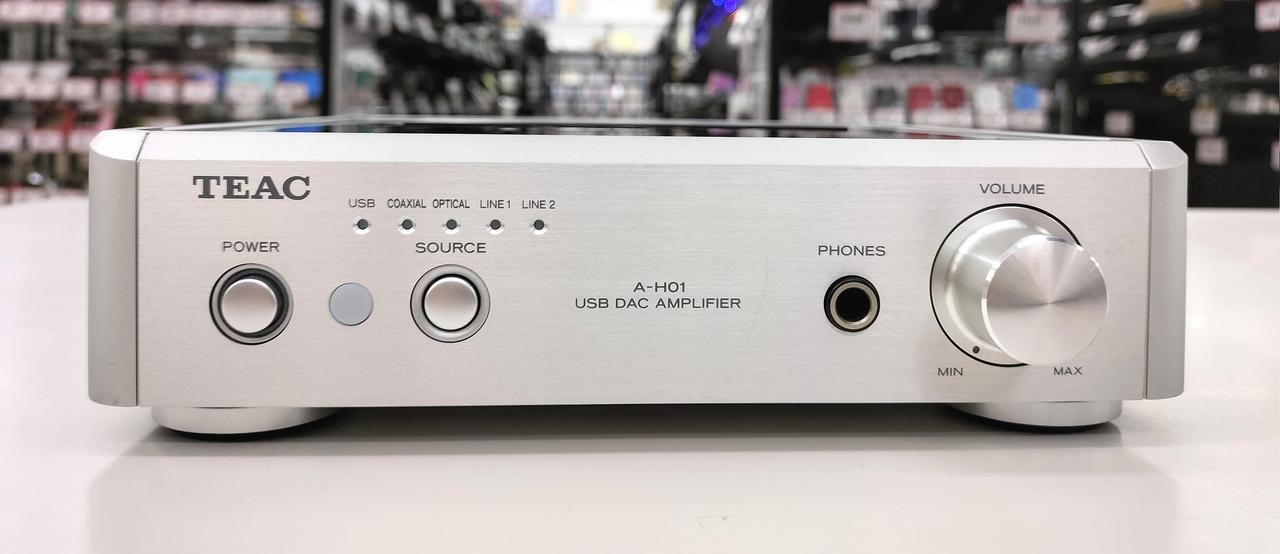 TEAC
USB COAXIAL OPTICAL LINE 1 LINE 2
POWER
SOURCE
A-H01
USB DAC AMPLIFIER
PHONES
VOLUME
MIN
MAX